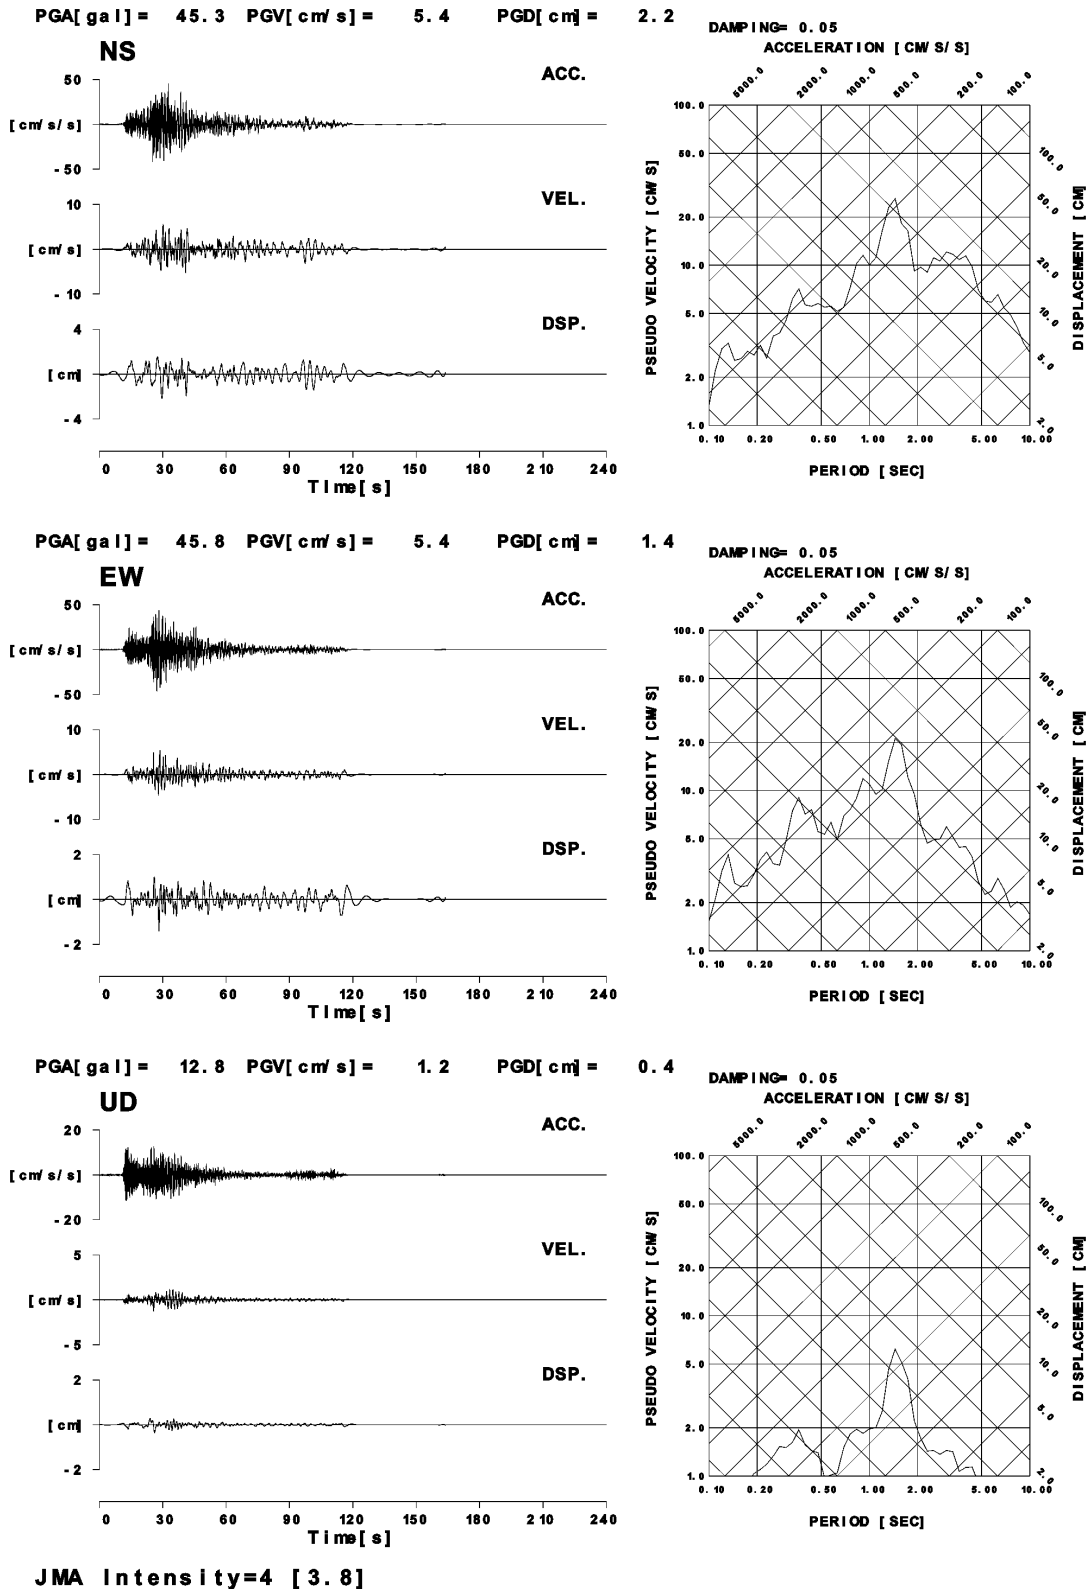 PGA[gal]= 45.3 PGV[cm/s]= 5.4 PGD[cm]= 2.2
NS
DAMPING= 0.05
ACCELERATION [CM/S/S]
5000.0 2000.0 1000.0 500.0 200.0 100.0
50
[cm/s/s]
-50
ACC.
10
[cm/s]
-10
VEL.
4
[cm]
-4
DSP.
0 30 60 90 120 150 180 210 240
Time[s]
PSEUDO VELOCITY [CM/S]
100.0
50.0
20.0
10.0
5.0
2.0
1.0
0.10 0.20 0.50 1.00 2.00 5.00 10.00
PERIOD [SEC]
100.0
50.0
20.0
10.0
5.0
2.0
DISPLACEMENT [CM]
PGA[gal]= 45.8 PGV[cm/s]= 5.4 PGD[cm]= 1.4
EW
DAMPING= 0.05
ACCELERATION [CM/S/S]
5000.0 2000.0 1000.0 500.0 200.0 100.0
50
[cm/s/s]
-50
ACC.
10
[cm/s]
-10
VEL.
2
[cm]
-2
DSP.
0 30 60 90 120 150 180 210 240
Time[s]
PSEUDO VELOCITY [CM/S]
100.0
50.0
20.0
10.0
5.0
2.0
1.0
0.10 0.20 0.50 1.00 2.00 5.00 10.00
PERIOD [SEC]
100.0
50.0
20.0
10.0
5.0
2.0
DISPLACEMENT [CM]
PGA[gal]= 12.8 PGV[cm/s]= 1.2 PGD[cm]= 0.4
UD
DAMPING= 0.05
ACCELERATION [CM/S/S]
5000.0 2000.0 1000.0 500.0 200.0 100.0
20
[cm/s/s]
-20
ACC.
5
[cm/s]
-5
VEL.
2
[cm]
-2
DSP.
0 30 60 90 120 150 180 210 240
Time[s]
PSEUDO VELOCITY [CM/S]
100.0
50.0
20.0
10.0
5.0
2.0
1.0
0.10 0.20 0.50 1.00 2.00 5.00 10.00
PERIOD [SEC]
100.0
50.0
20.0
10.0
5.0
2.0
DISPLACEMENT [CM]
JMA Intensity=4 [3.8]